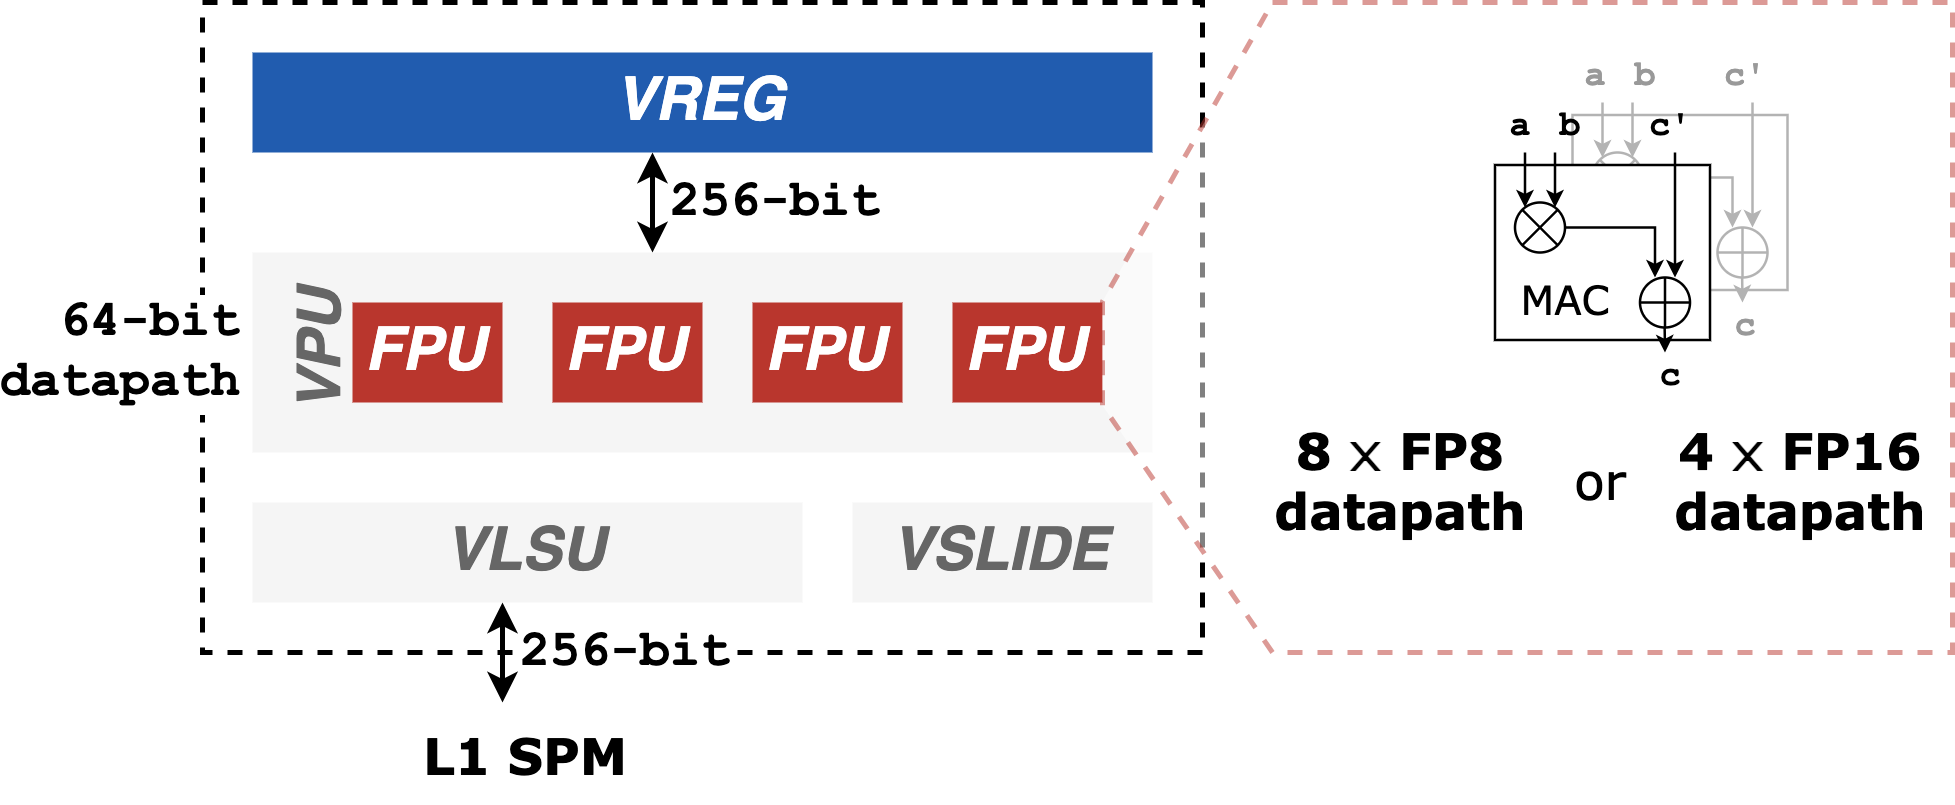 VREG
256-bit
64-bit
datapath
VPU
FPU FPU FPU FPU
VLSU
VSLIDE
256-bit
L1 SPM
a b c'
a b c'
MAC
c
c
8 x FP8
datapath
or
4 x FP16
datapath